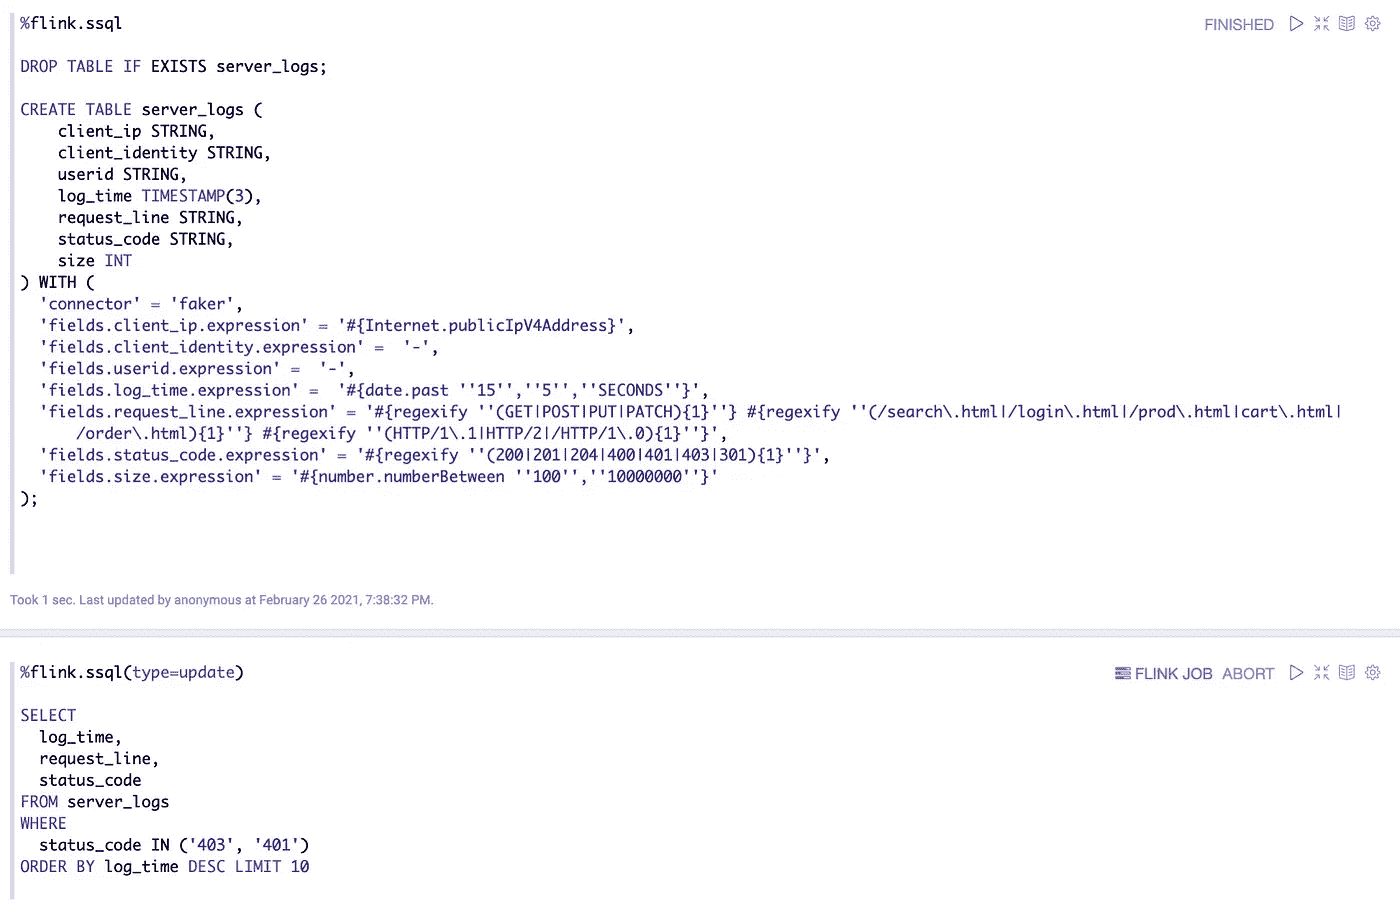 %flink.ssql
FINISHED
DROP TABLE IF EXISTS server_logs;
CREATE TABLE server_logs (
    client_ip STRING,
    client_identity STRING,
    userid STRING,
    log_time TIMESTAMP(3),
    request_line STRING,
    status_code STRING,
    size INT
) WITH (
  'connector' = 'faker',
  'fields.client_ip.expression' = '#{Internet.publicIpV4Address}',
  'fields.client_identity.expression' =  '-',
  'fields.userid.expression' =  '-',
  'fields.log_time.expression' =  '#{date.past ''15'',''5'',''SECONDS''}',
  'fields.request_line.expression' = '#{regexify ''(GET|POST|PUT|PATCH){1}''} #{regexify ''(/search\.html|/login\.html|/prod\.html|cart\.html|
      /order\.html){1}''} #{regexify ''(HTTP/1\.1|HTTP/2|/HTTP/1\.0){1}''}',
  'fields.status_code.expression' = '#{regexify ''(200|201|204|400|401|403|301){1}''}',
  'fields.size.expression' = '#{number.numberBetween ''100'',''10000000''}'
);
Took 1 sec. Last updated by anonymous at February 26 2021, 7:38:32 PM.
%flink.ssql(type=update)
FLINK JOB ABORT
SELECT
  log_time,
  request_line,
  status_code
FROM server_logs
WHERE
  status_code IN ('403', '401')
ORDER BY log_time DESC LIMIT 10